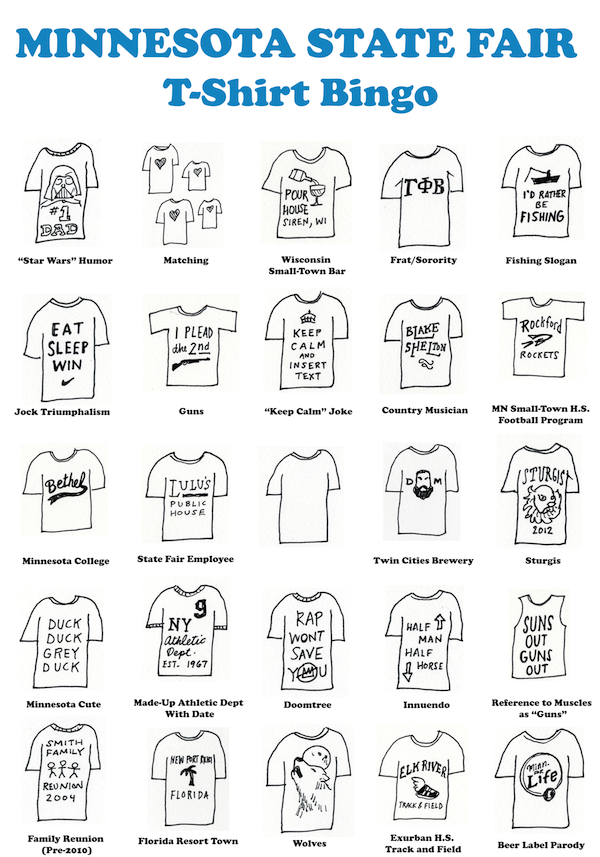 MINNESOTA STATE FAIR
T-Shirt Bingo
#1
DAD
"Star Wars" Humor
Matching
POUR
HOUSE
SIREN, WI
Wisconsin
Small-Town Bar
ΓΦΒ
Frat/Sorority
I'D RATHER
BE
FISHING
Fishing Slogan
EAT
SLEEP
WIN
Jock Triumphalism
I PLEAD
the 2nd
Guns
KEEP
CALM
AND
INSERT
TEXT
"Keep Calm" Joke
BLAKE
SHELTON
Country Musician
Rockford
ROCKETS
MN Small-Town H.S.
Football Program
Bethel
Minnesota College
LULU'S
PUBLIC
HOUSE
State Fair Employee
D M
Twin Cities Brewery
STURGIS
2012
Sturgis
DUCK
DUCK
GREY
DUCK
Minnesota Cute
9
NY
Athletic
Dept.
EST. 1967
Made-Up Athletic Dept
With Date
RAP
WONT
SAVE
YOU
Doomtree
HALF
MAN
HALF
HORSE
Innuendo
SUNS
OUT
GUNS
OUT
Reference to Muscles
as "Guns"
SMITH
FAMILY
REUNION
2004
Family Reunion
(Pre-2010)
NEW PORT RICHEY
FLORIDA
Florida Resort Town
Wolves
ELK RIVER
TRACK & FIELD
Exurban H.S.
Track and Field
Minn.
Life
Beer Label Parody